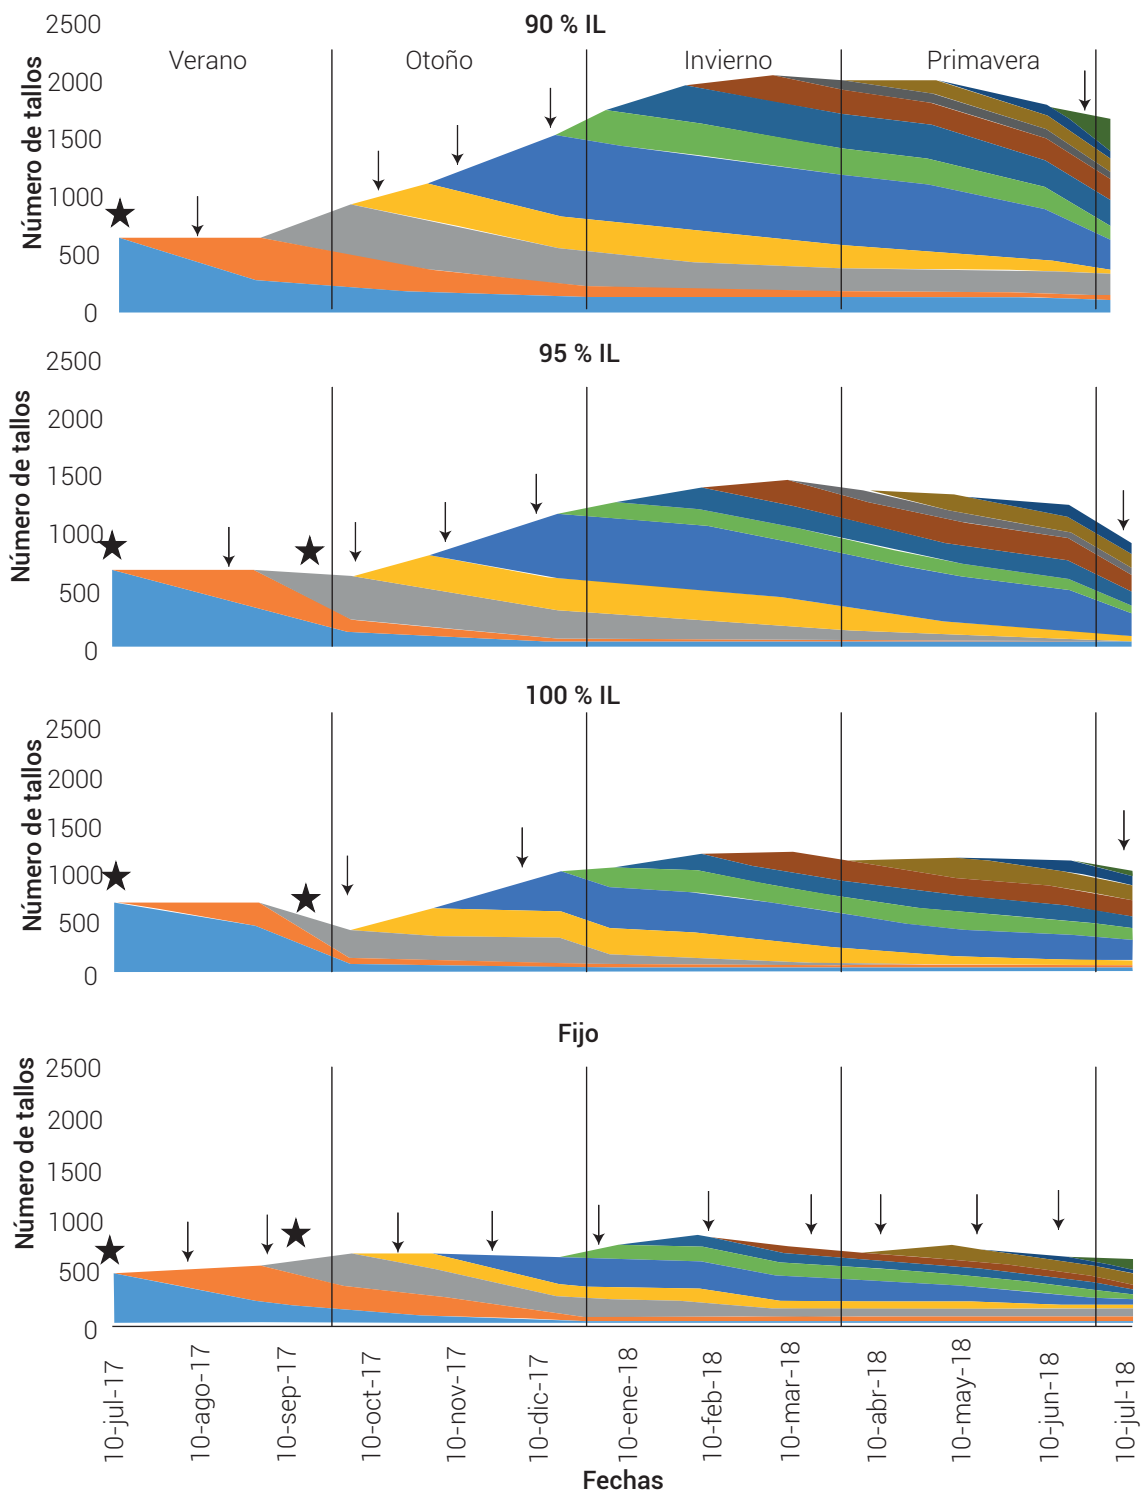 90 % IL
Verano Otoño Invierno Primavera
Número de tallos
2500
2000
1500
1000
500
0
95 % IL
Número de tallos
2500
2000
1500
1000
500
0
100 % IL
Número de tallos
2500
2000
1500
1000
500
0
Fijo
Número de tallos
2500
2000
1500
1000
500
0
10-jul-17
10-ago-17
10-sep-17
10-oct-17
10-nov-17
10-dic-17
10-ene-18
10-feb-18
10-mar-18
10-abr-18
10-may-18
10-jun-18
10-jul-18
Fechas